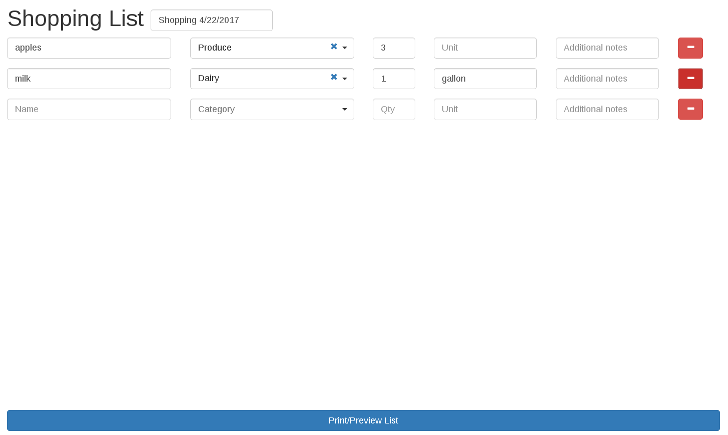 Shopping List Shopping 4/22/2017
apples Produce ✖ 3 Unit Additional notes
milk Dairy ✖ 1 gallon Additional notes
Name Category Qty Unit Additional notes
Print/Preview List